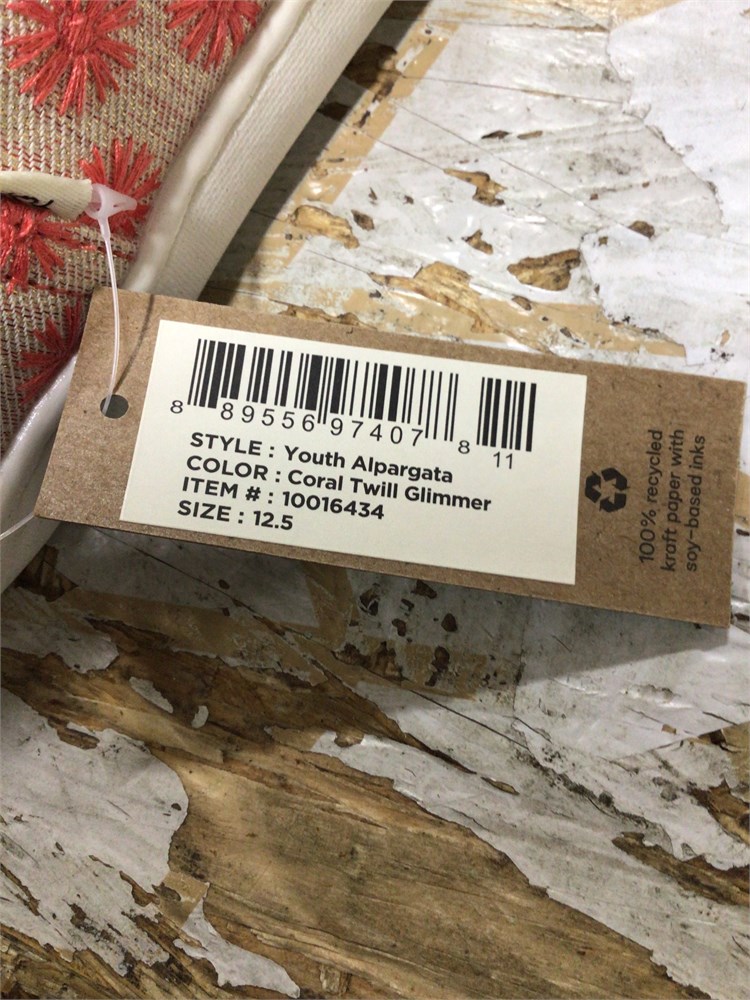 8 89556 97407 8 11
STYLE : Youth Alpargata
COLOR : Coral Twill Glimmer
ITEM # : 10016434
SIZE : 12.5
100% recycled
kraft paper with
soy-based inks